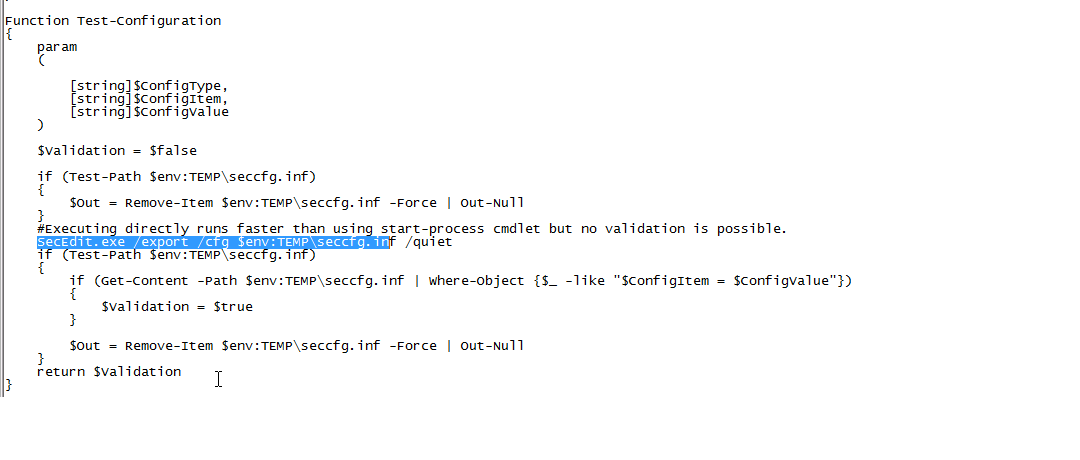 Function Test-Configuration
{
    param
    (
        [string]$ConfigType,
        [string]$ConfigItem,
        [string]$ConfigValue
    )
    $Validation = $false
    if (Test-Path $env:TEMP\seccfg.inf)
    {
        $Out = Remove-Item $env:TEMP\seccfg.inf -Force | Out-Null
    }
    #Executing directly runs faster than using start-process cmdlet but no validation is possible.
    SecEdit.exe /export /cfg $env:TEMP\seccfg.inf /quiet
    if (Test-Path $env:TEMP\seccfg.inf)
    {
        if (Get-Content -Path $env:TEMP\seccfg.inf | Where-Object {$_ -like "$ConfigItem = $ConfigValue"})
        {
            $Validation = $true
        }
        $Out = Remove-Item $env:TEMP\seccfg.inf -Force | Out-Null
    }
    return $Validation
}